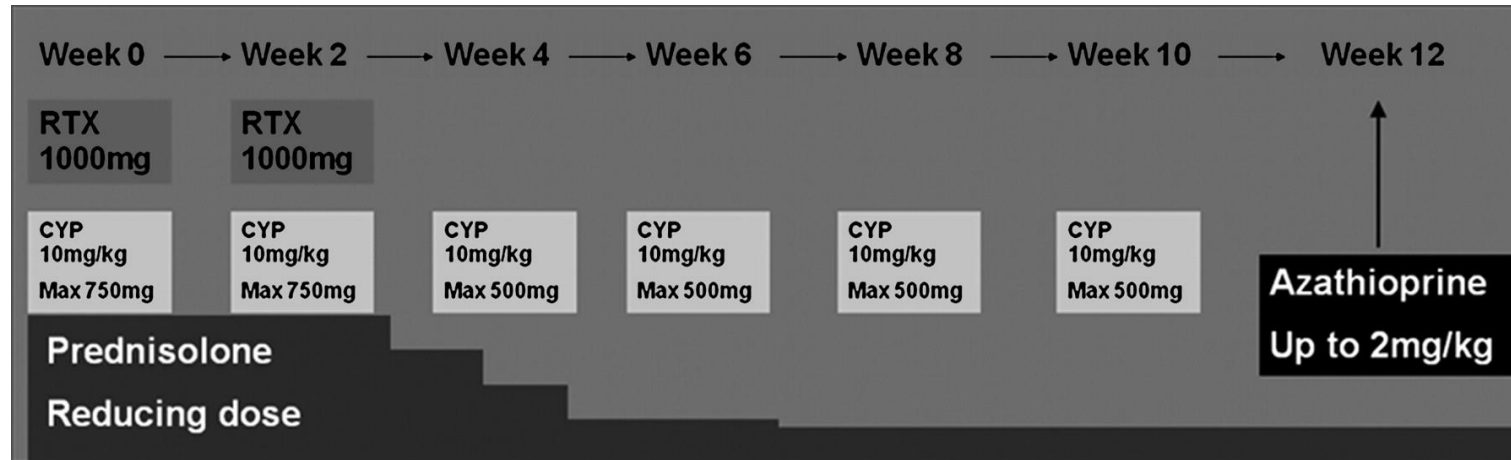 Week 0 → Week 2 → Week 4 → Week 6 → Week 8 → Week 10 → Week 12
RTX
1000mg
RTX
1000mg
CYP
10mg/kg
Max 750mg
CYP
10mg/kg
Max 750mg
CYP
10mg/kg
Max 500mg
CYP
10mg/kg
Max 500mg
CYP
10mg/kg
Max 500mg
CYP
10mg/kg
Max 500mg
Azathioprine
Up to 2mg/kg
Prednisolone
Reducing dose